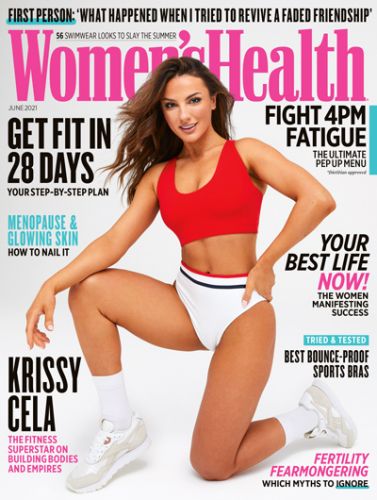 FIRST PERSON: 'WHAT HAPPENED WHEN I TRIED TO REVIVE A FADED FRIENDSHIP'
56 SWIMWEAR LOOKS TO SLAY THE SUMMER
Women'sHealth
JUNE 2021
GET FIT IN
28 DAYS
YOUR STEP-BY-STEP PLAN
MENOPAUSE &
GLOWING SKIN
HOW TO NAIL IT
KRISSY
CELA
THE FITNESS
SUPERSTAR ON
BUILDING BODIES
AND EMPIRES
FIGHT 4PM
FATIGUE
THE ULTIMATE
PEP UP MENU
*triathlon approved
YOUR
BEST LIFE
NOW!
THE WOMEN
MANIFESTING
SUCCESS
TRIED & TESTED
BEST BOUNCE-PROOF
SPORTS BRAS
FERTILITY
FEARMONGERING
WHICH MYTHS TO IGNORE